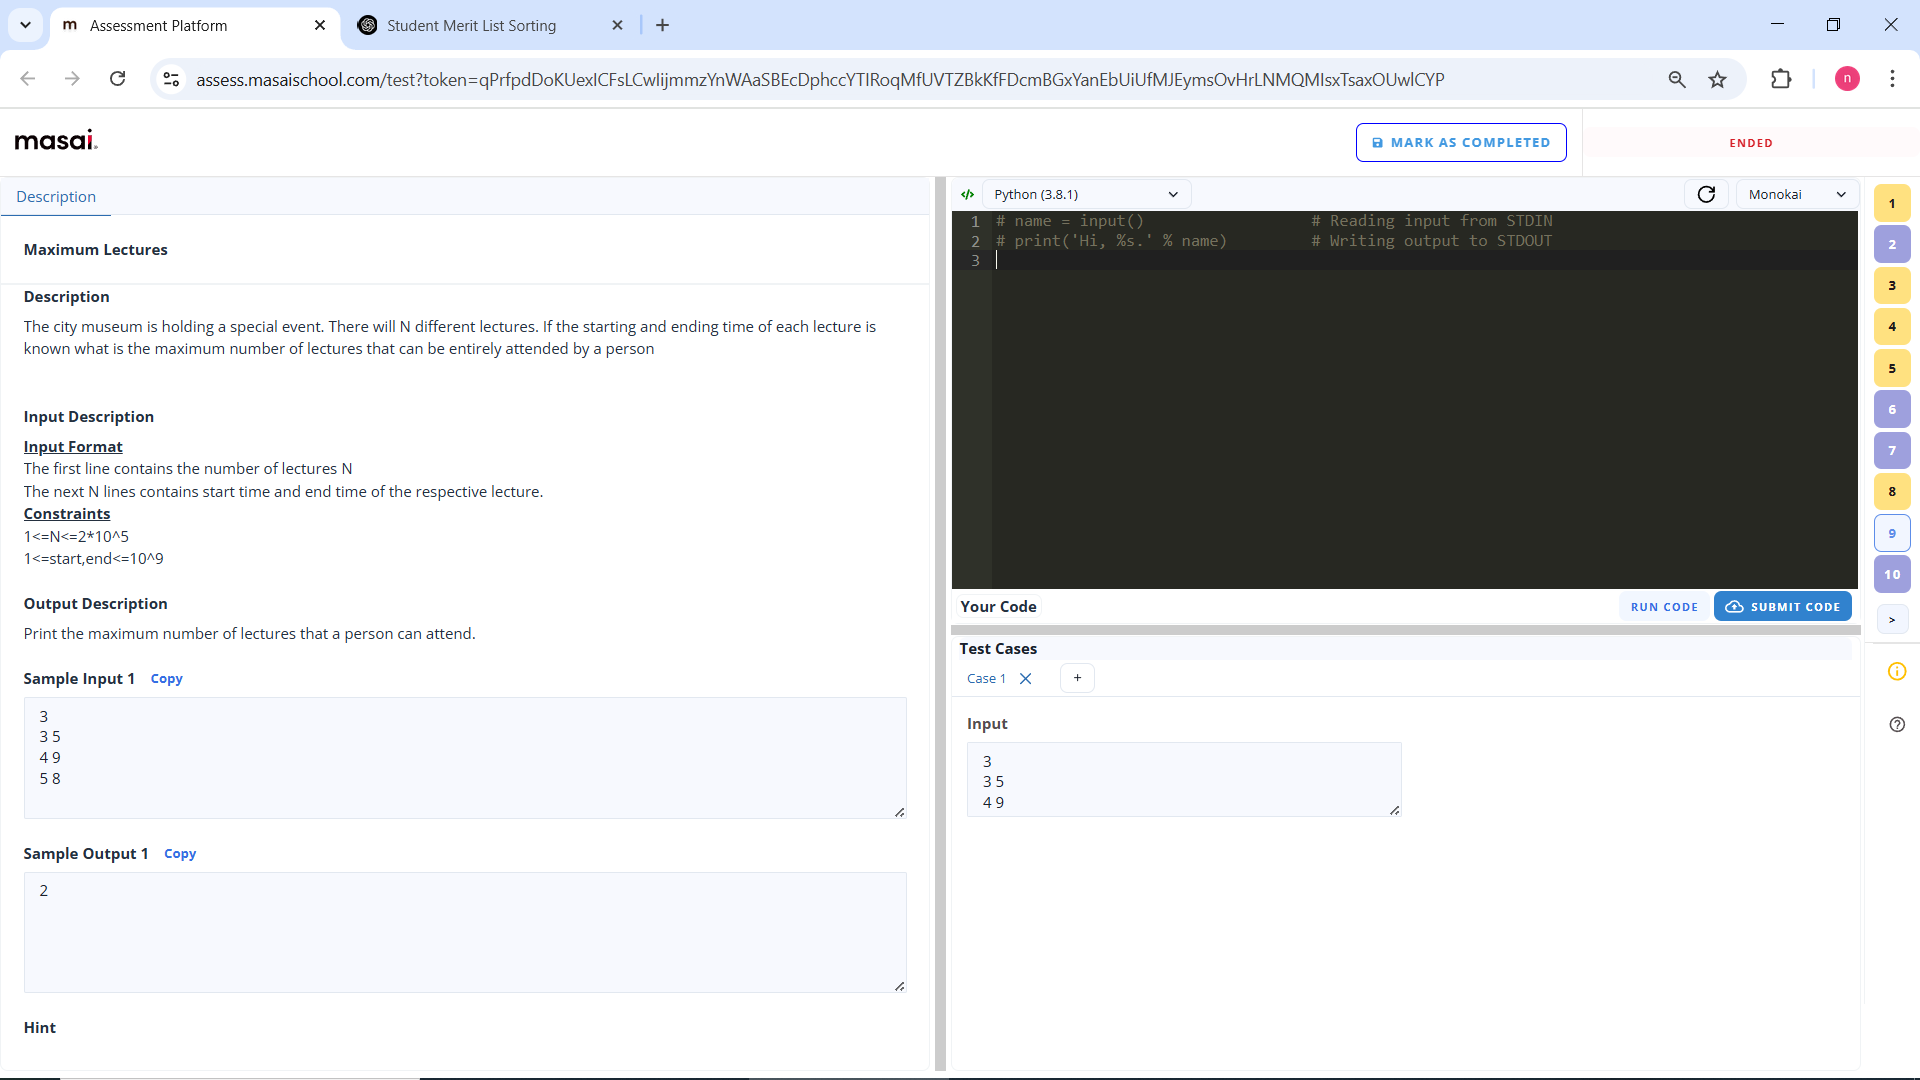 m Assessment Platform
Student Merit List Sorting
assess.masaischool.com/test?token=qPrfpdDoKUexICFsLCwIijmmzYnWAaSBEcDphccYTIRoqMfUVTZBkKfFDcmBGxYanEbUiUfMJEymsOvHrLNMQMIsxTsaxOUwlCYP
n
masai.
MARK AS COMPLETED
ENDED
Description
Maximum Lectures
Description
The city museum is holding a special event. There will N different lectures. If the starting and ending time of each lecture is
known what is the maximum number of lectures that can be entirely attended by a person
Input Description
Input Format
The first line contains the number of lectures N
The next N lines contains start time and end time of the respective lecture.
Constraints
1<=N<=2*10^5
1<=start,end<=10^9
Output Description
Print the maximum number of lectures that a person can attend.
Sample Input 1 Copy
3
3 5
4 9
5 8
Sample Output 1 Copy
2
Hint
</> Python (3.8.1)
Monokai
1 # name = input() # Reading input from STDIN
2 # print('Hi, %s.' % name) # Writing output to STDOUT
3
Your Code
RUN CODE
SUBMIT CODE
Test Cases
Case 1
+
Input
3
3 5
4 9
1
2
3
4
5
6
7
8
9
10
>